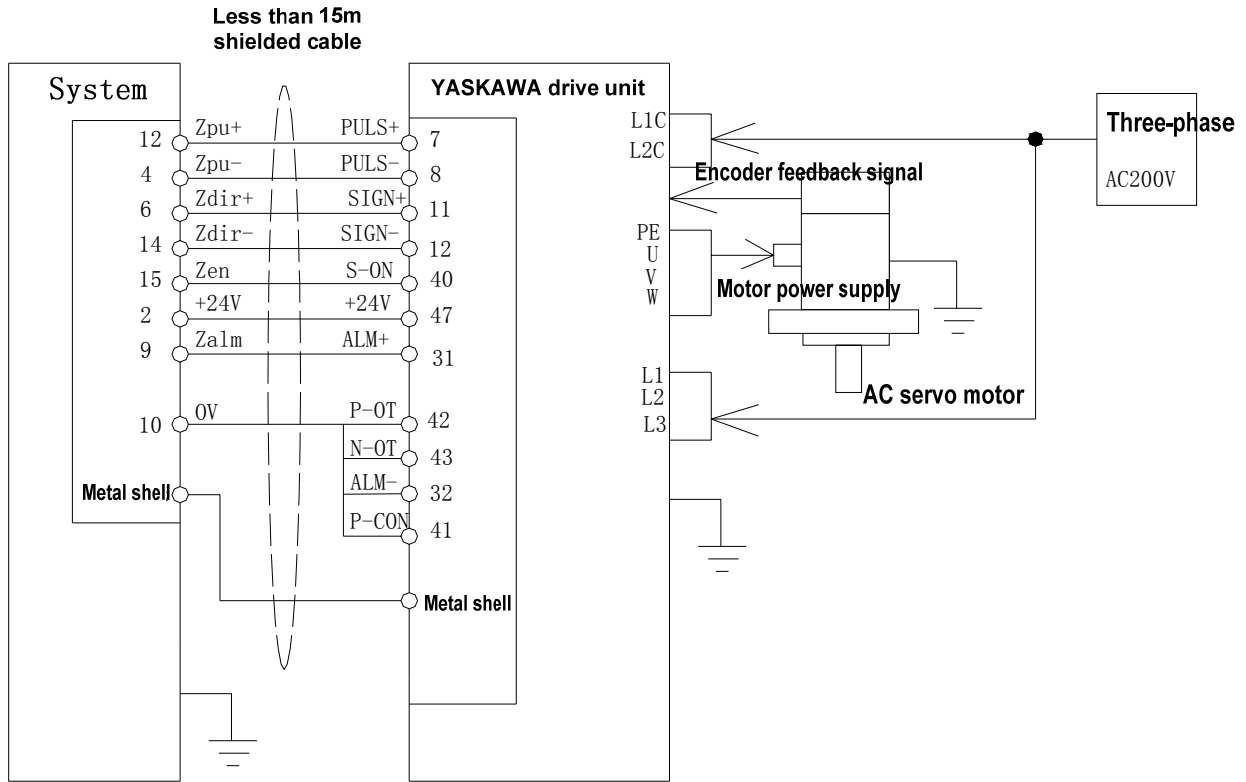 Less than 15m
shielded cable
System
12 Zpu+ PULS+ 7
4 Zpu- PULS- 8
6 Zdir+ SIGN+ 11
14 Zdir- SIGN- 12
15 Zen S-ON 40
2 +24V +24V 47
9 Zalm ALM+ 31
10 0V P-OT 42
N-OT 43
ALM- 32
P-CON 41
Metal shell
Metal shell
YASKAWA drive unit
L1C
L2C
Encoder feedback signal
PE
U
V
W
Motor power supply
L1
L2
L3
AC servo motor
Three-phase
AC200V